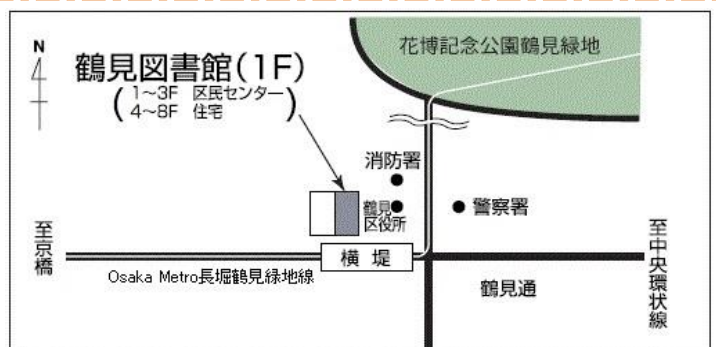 N
花博記念公園鶴見緑地
鶴見図書館(1F)
(1～3F 区民センター
4～8F 住宅)
消防署
鶴見
区役所
警察署
至京橋
横堤
至中央環状線
Osaka Metro長堀鶴見緑地線
鶴見通